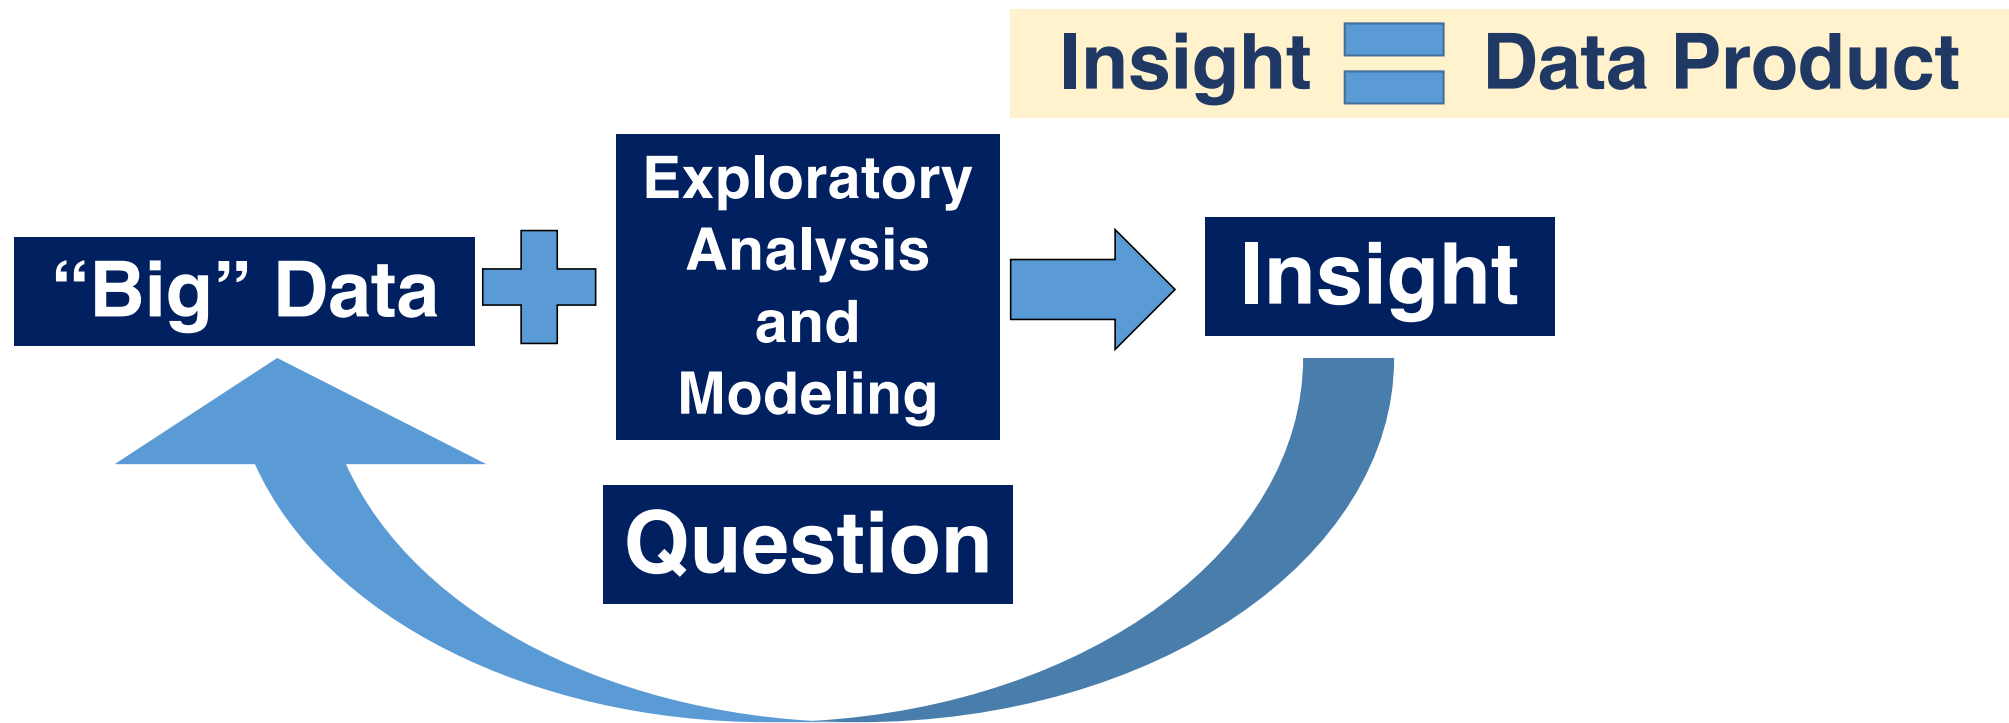 Insight = Data Product
“Big” Data
Exploratory
Analysis
and
Modeling
Insight
Question